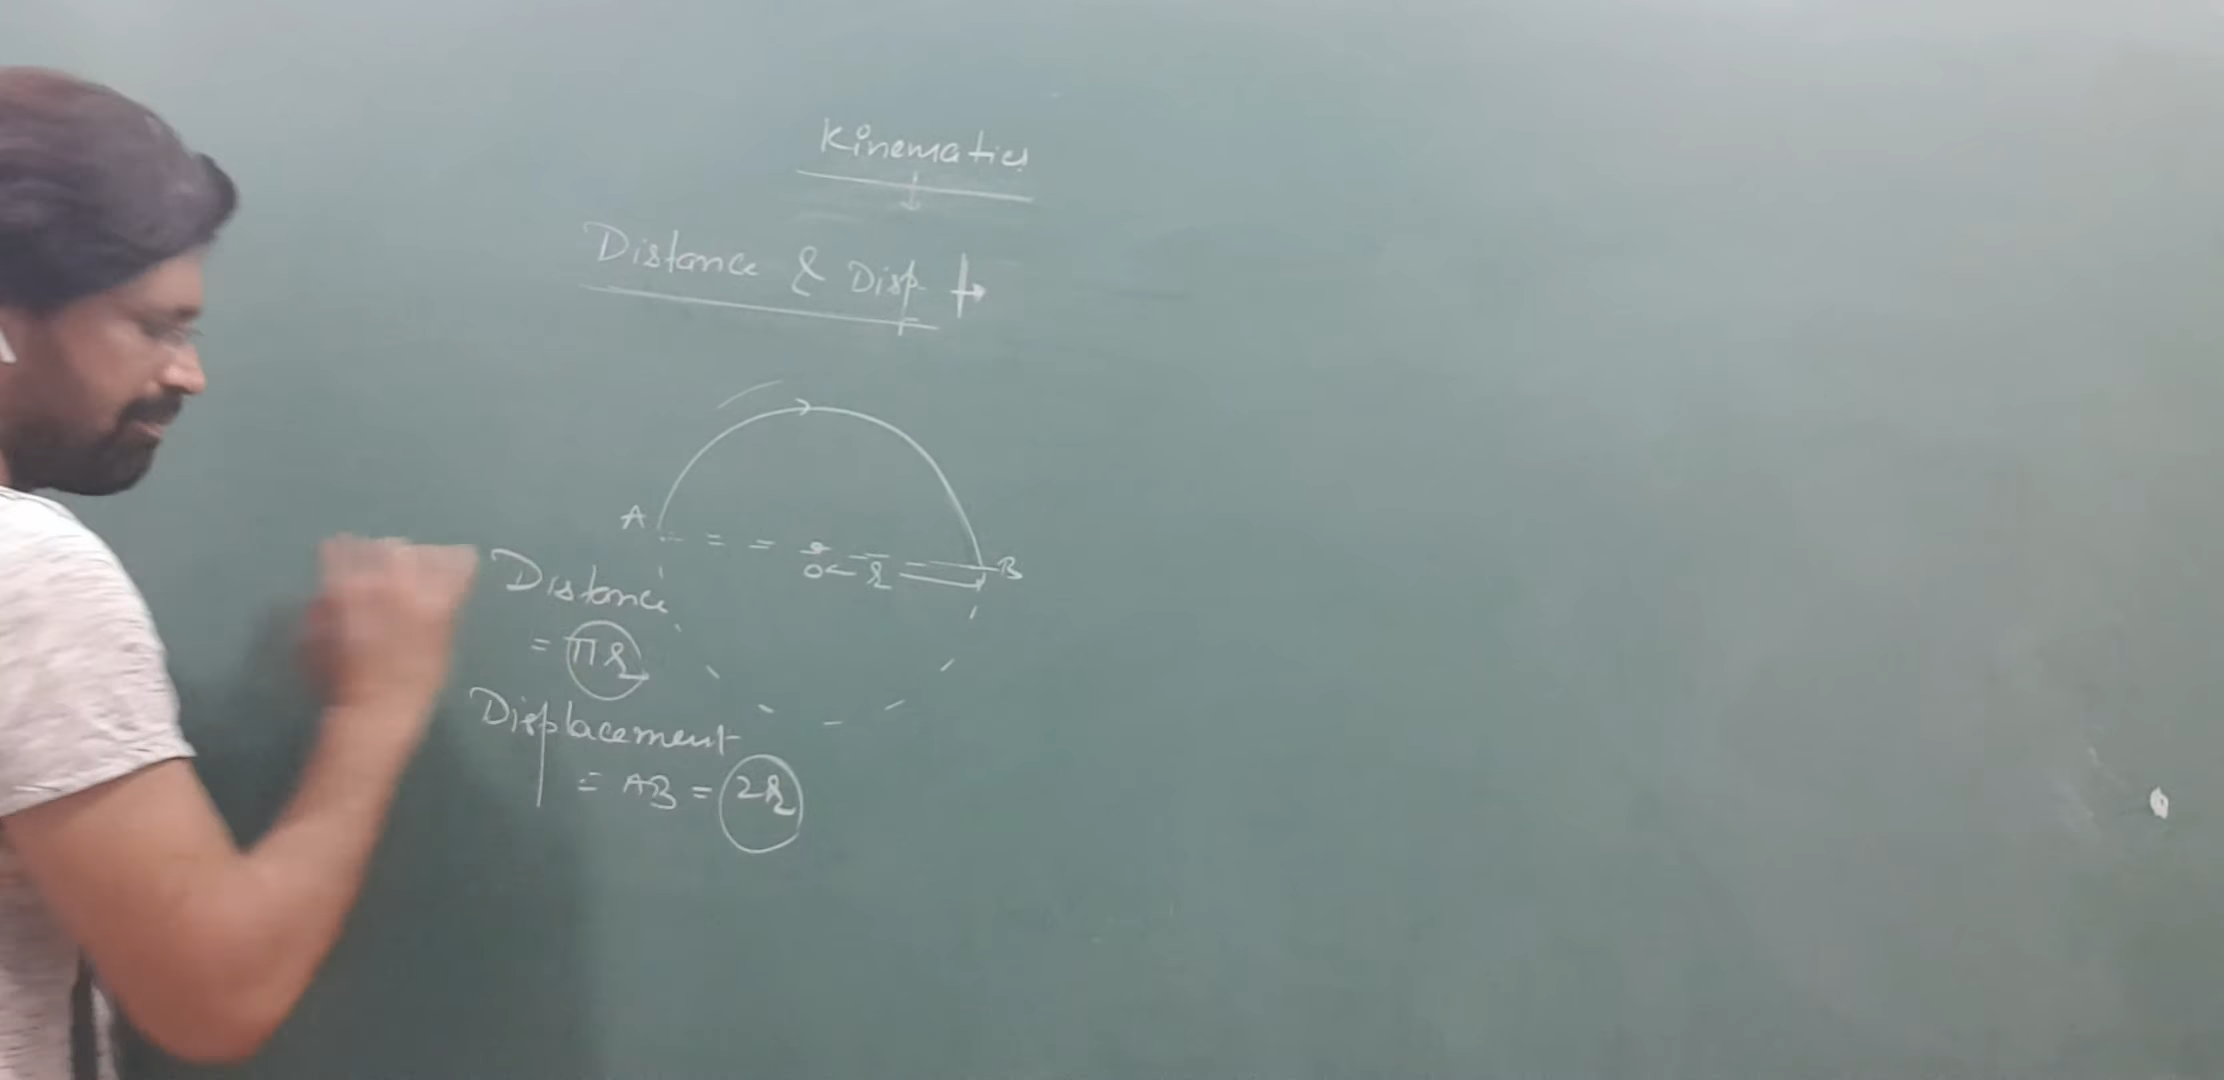 Kinematics
Distance & Disp.
A
O r B
Distance
= πr
Displacement
= AB = 2r